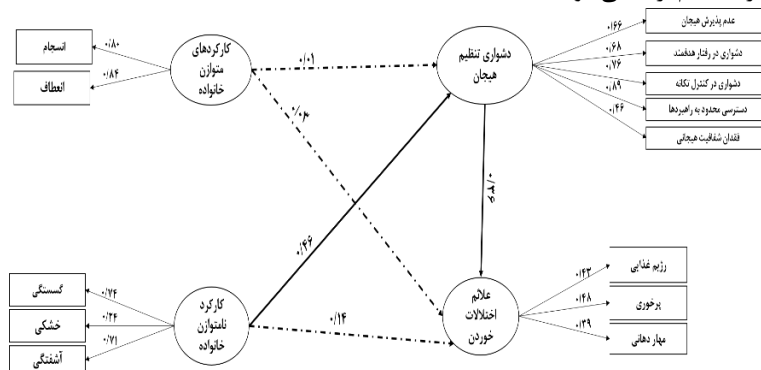 انسجام
انعطاف
۰/۸۰
۰/۸۴
کارکردهای
متوازن
خانواده
۰/۰۱
۰/۰۳
دشواری تنظیم
هیجان
۰/۶۶
۰/۶۸
۰/۷۶
۰/۸۹
۰/۴۶
عدم پذیرش هیجان
دشواری در رفتار هدفمند
دشواری در کنترل تکانه
دسترسی محدود به راهبردها
فقدان شفافیت هیجانی
۰/۳۶
۰/۴۶
گسستگی
خشکی
آشفتگی
۰/۷۴
۰/۲۴
۰/۷۱
کارکرد
نامتوازن
خانواده
۰/۱۴
علائم
اختلالات
خوردن
۰/۴۳
۰/۴۸
۰/۳۹
رژیم غذایی
پرخوری
مهار دهانی